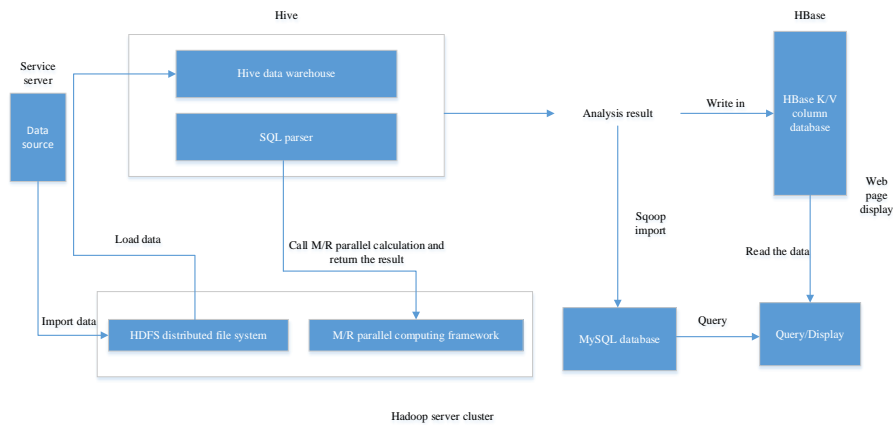 Hive
HBase
Service
server
Data
source
Hive data warehouse
SQL parser
Analysis result
Write in
HBase K/V
column
database
Web
page
display
Sqoop
import
Load data
Call M/R parallel calculation and
return the result
Read the data
Import data
HDFS distributed file system
M/R parallel computing framework
MySQL database
Query
Query/Display
Hadoop server cluster